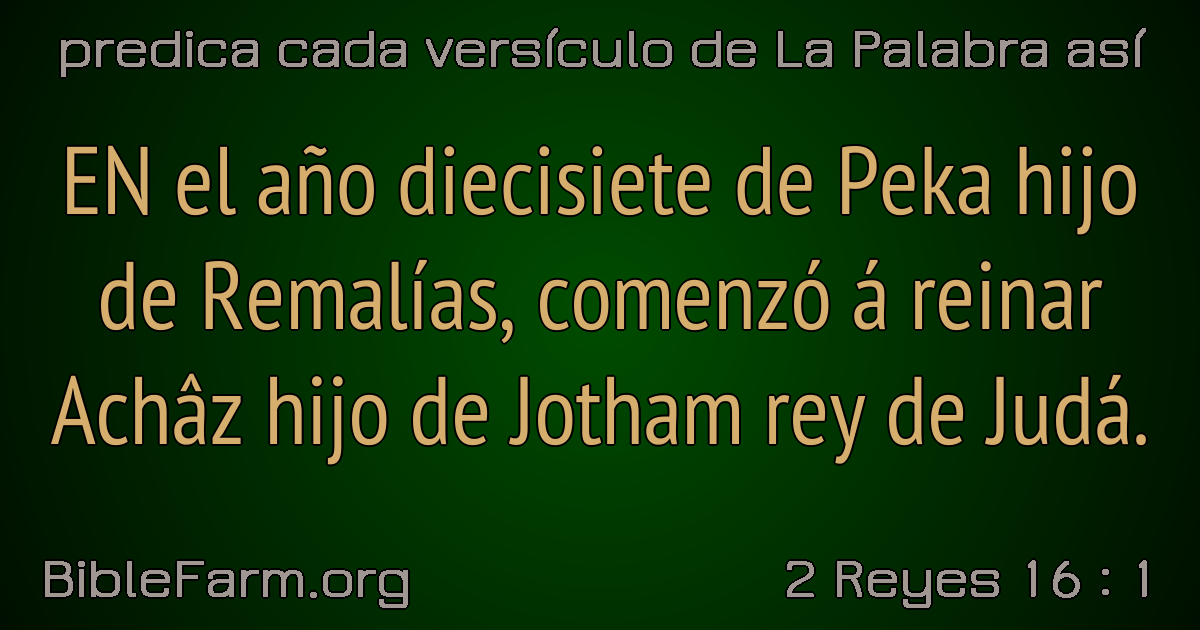 predica cada versículo de La Palabra así
EN el año diecisiete de Peka hijo
de Remalías, comenzó á reinar
Achâz hijo de Jotham rey de Judá.
BibleFarm.org
2 Reyes 16 : 1